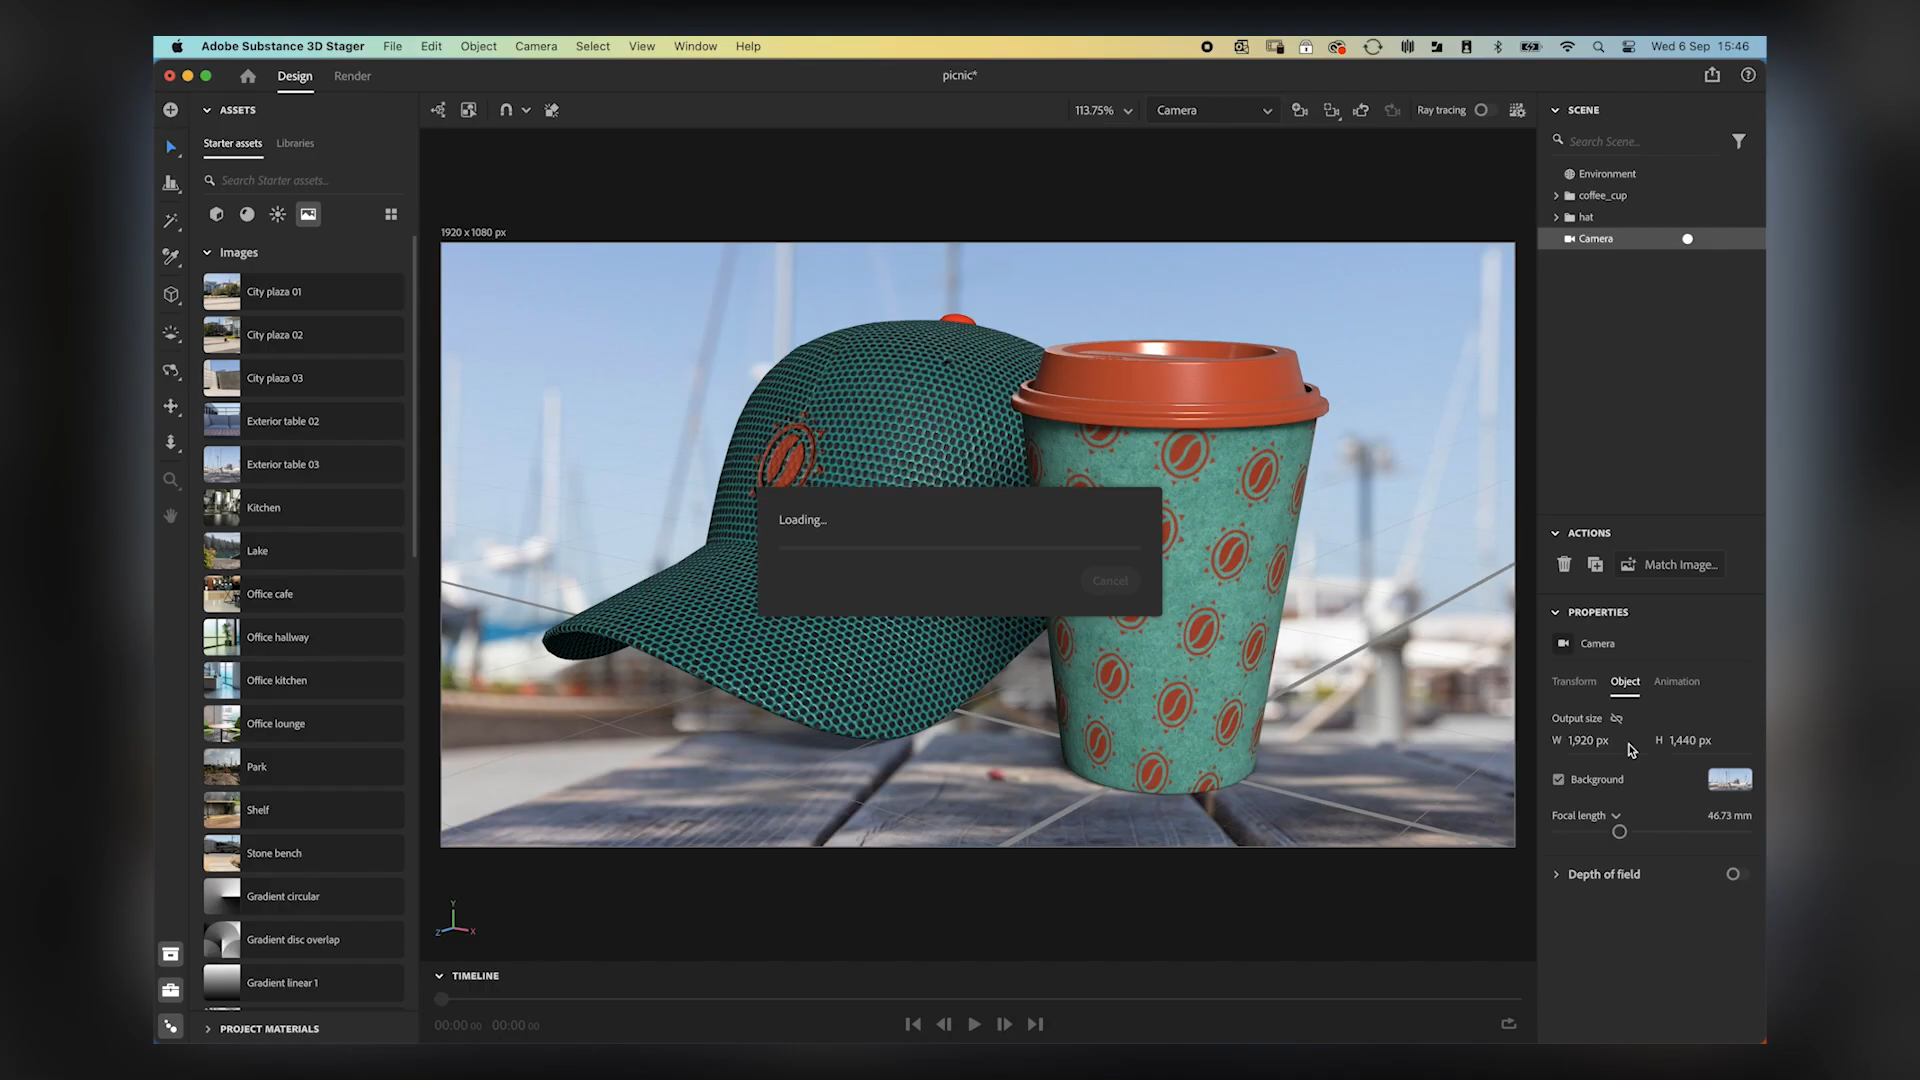 Adobe Substance 3D Stager File Edit Object Camera Select View Window Help Wed 6 Sep 15:46
Design Render picnic*
ASSETS
Starter assets Libraries
Search Starter assets...
Images
City plaza 01
City plaza 02
City plaza 03
Exterior table 02
Exterior table 03
Kitchen
Lake
Office cafe
Office hallway
Office kitchen
Office lounge
Park
Shelf
Stone bench
Gradient circular
Gradient disc overlap
Gradient linear 1
PROJECT MATERIALS
113.75% Camera Ray tracing
1920 x 1080 px
Loading...
Cancel
Y
Z X
TIMELINE
00:00 00 00:00 00
SCENE
Search Scene...
Environment
coffee_cup
hat
Camera
ACTIONS
Match Image...
PROPERTIES
Camera
Transform Object Animation
Output size
W 1,920 px H 1,440 px
Background
Focal length 46.73 mm
Depth of field